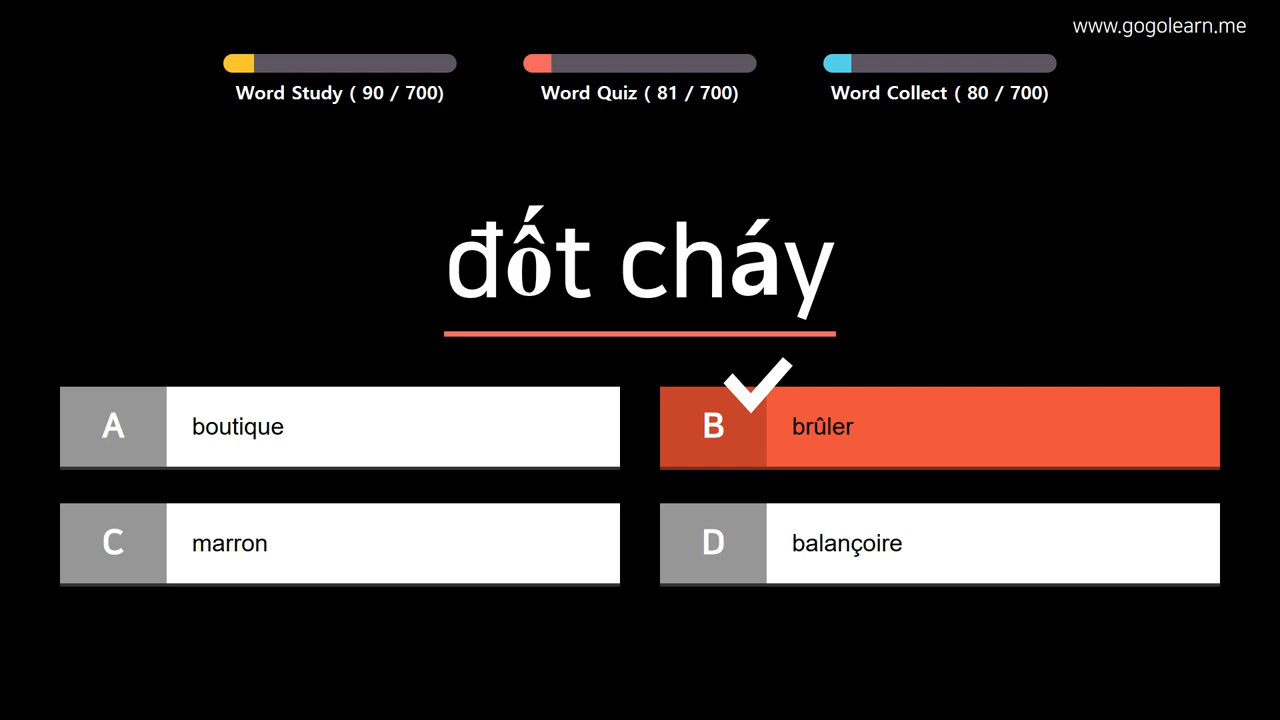 www.gogolearn.me
Word Study ( 90 / 700)
Word Quiz ( 81 / 700)
Word Collect ( 80 / 700)
đốt cháy
A boutique
B brûler
C marron
D balançoire